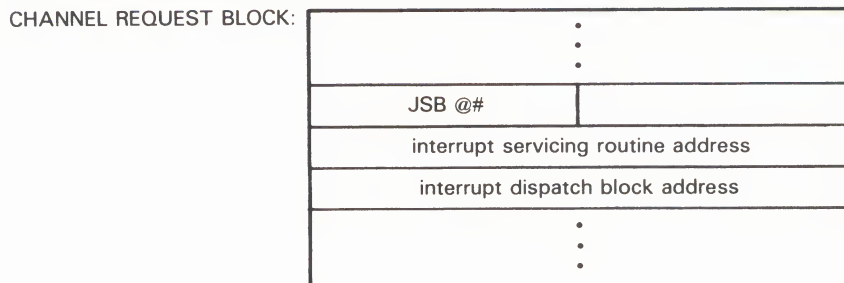 CHANNEL REQUEST BLOCK:
JSB @#
interrupt servicing routine address
interrupt dispatch block address